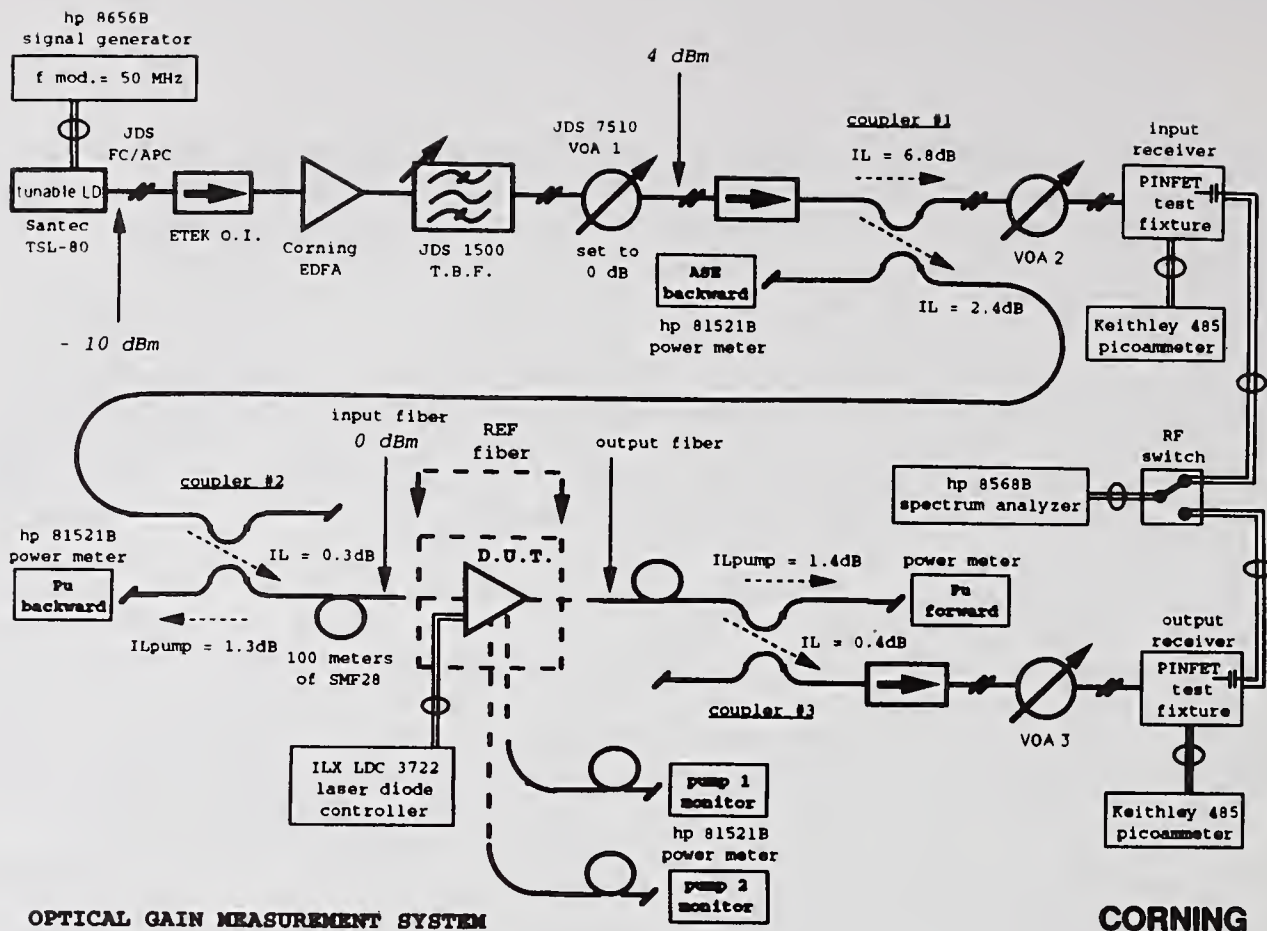 hp 8656B
signal generator
f mod.= 50 MHz
JDS
FC/APC
tunable LD
Santec
TSL-80
- 10 dBm
ETEK O.I.
Corning
EDFA
JDS 1500
T.B.F.
JDS 7510
VOA 1
set to
0 dB
4 dBm
coupler #1
IL = 6.8dB
IL = 2.4dB
ASE
backward
hp 81521B
power meter
VOA 2
input
receiver
PINFET
test
fixture
Keithley 485
picoammeter
RF
switch
hp 8568B
spectrum analyzer
input fiber
0 dBm
REF
fiber
output fiber
coupler #2
hp 81521B
power meter
Pu
backward
IL = 0.3dB
ILpump = 1.3dB
100 meters
of SMF28
D.U.T.
ILpump = 1.4dB
power meter
Pu
forward
IL = 0.4dB
coupler #3
VOA 3
output
receiver
PINFET
test
fixture
Keithley 485
picoammeter
ILX LDC 3722
laser diode
controller
pump 1
monitor
hp 81521B
power meter
pump 2
monitor
OPTICAL GAIN MEASUREMENT SYSTEM
CORNING